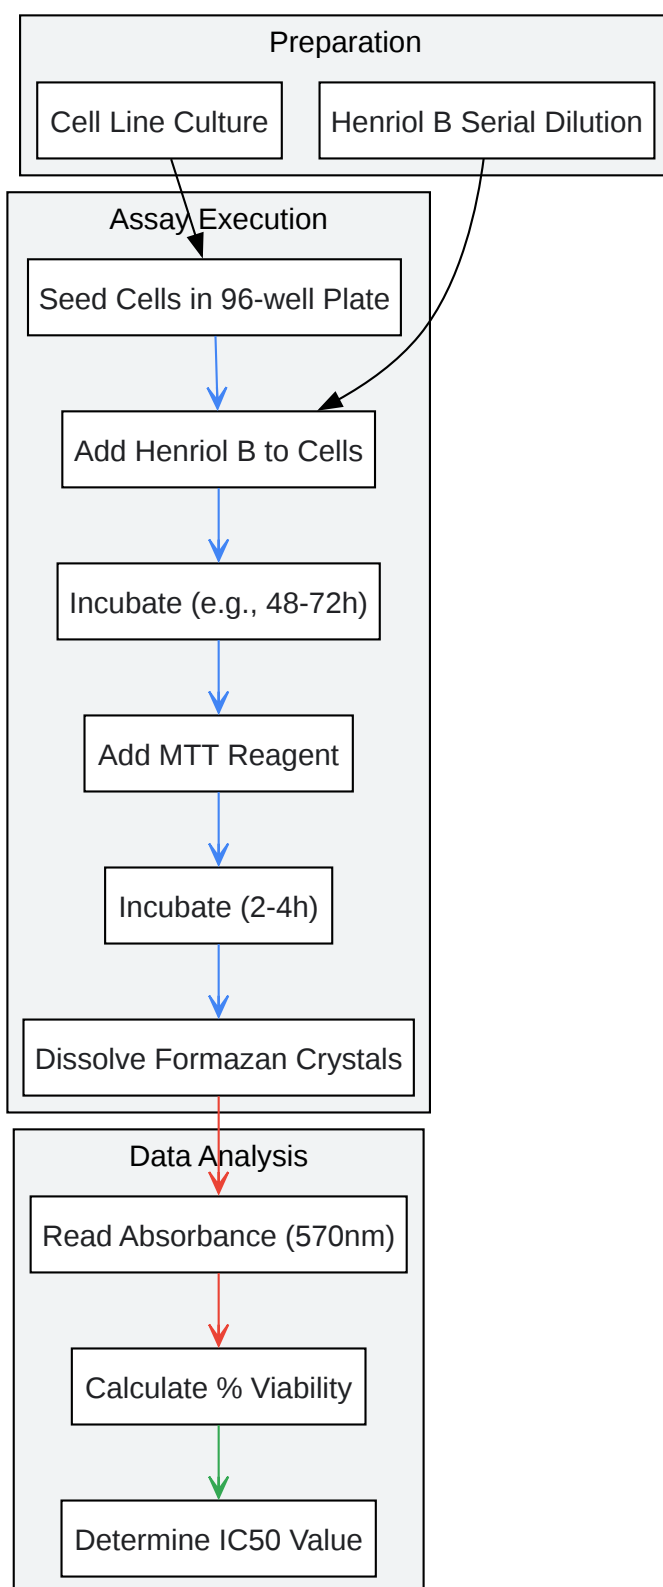 Preparation
Cell Line Culture
Henriol B Serial Dilution
Assay Execution
Seed Cells in 96-well Plate
Add Henriol B to Cells
Incubate (e.g., 48-72h)
Add MTT Reagent
Incubate (2-4h)
Dissolve Formazan Crystals
Data Analysis
Read Absorbance (570nm)
Calculate % Viability
Determine IC50 Value